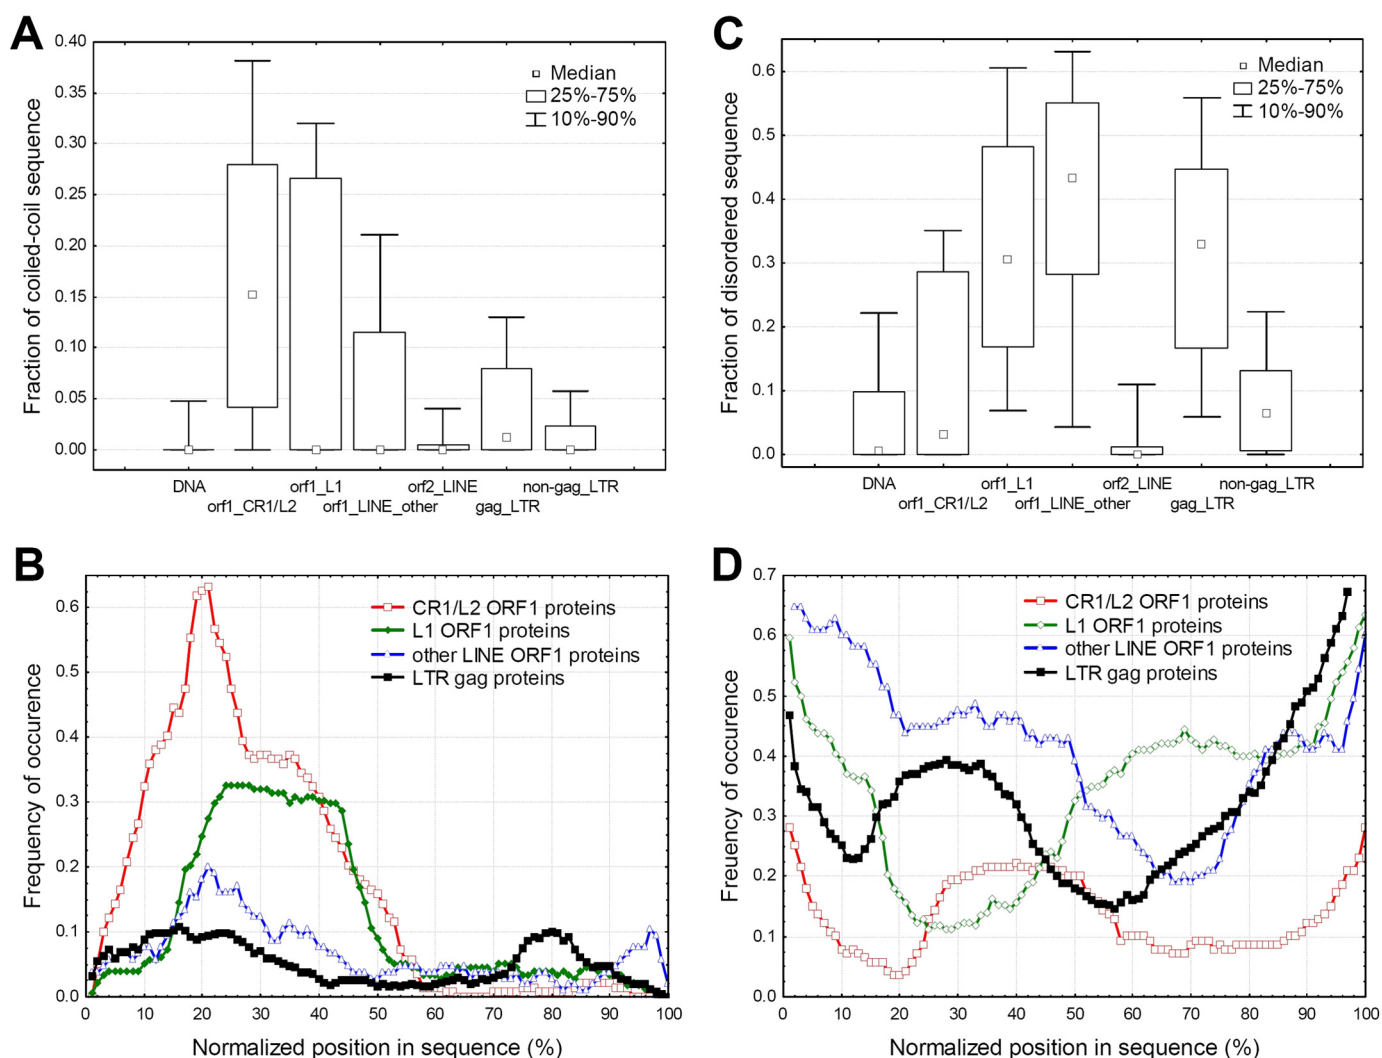 A
Fraction of coiled-coil sequence
0.40
0.35
0.30
0.25
0.20
0.15
0.10
0.05
0.00
Median
25%-75%
10%-90%
DNA
orf1_CR1/L2
orf1_L1
orf1_LINE_other
orf2_LINE
gag_LTR
non-gag_LTR
C
Fraction of disordered sequence
0.6
0.5
0.4
0.3
0.2
0.1
0.0
Median
25%-75%
10%-90%
DNA
orf1_CR1/L2
orf1_L1
orf1_LINE_other
orf2_LINE
gag_LTR
non-gag_LTR
B
Frequency of occurence
0.6
0.5
0.4
0.3
0.2
0.1
0.0
CR1/L2 ORF1 proteins
L1 ORF1 proteins
other LINE ORF1 proteins
LTR gag proteins
0 10 20 30 40 50 60 70 80 90 100
Normalized position in sequence (%)
D
Freuency of occurence
0.7
0.6
0.5
0.4
0.3
0.2
0.1
0.0
CR1/L2 ORF1 proteins
L1 ORF1 proteins
other LINE ORF1 proteins
LTR gag proteins
0 10 20 30 40 50 60 70 80 90 100
Normalized position in sequence (%)